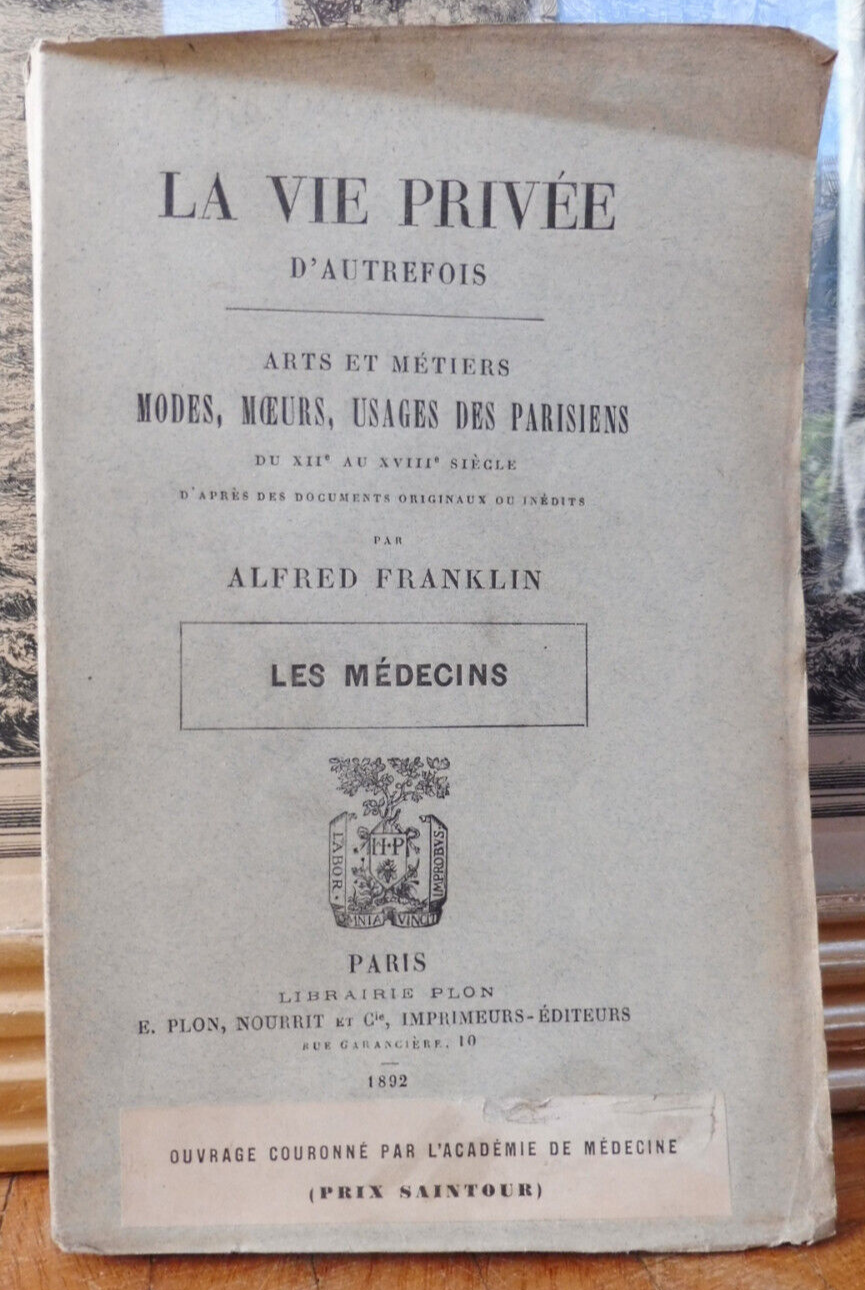 LA VIE PRIVÉE
D'AUTREFOIS
ARTS ET MÉTIERS
MODES, MŒURS, USAGES DES PARISIENS
DU XIIᵉ AU XVIIIᵉ SIÈCLE
D'APRÈS DES DOCUMENTS ORIGINAUX OU INÉDITS
PAR
ALFRED FRANKLIN
LES MÉDECINS
LABOR
H·P
IMPROBVS
OMNIA VINCIT
PARIS
LIBRAIRIE PLON
E. PLON, NOURRIT ET Cⁱᵉ, IMPRIMEURS-ÉDITEURS
RUE GARANCIÈRE, 10
1892
OUVRAGE COURONNÉ PAR L'ACADÉMIE DE MÉDECINE
(PRIX SAINTOUR)